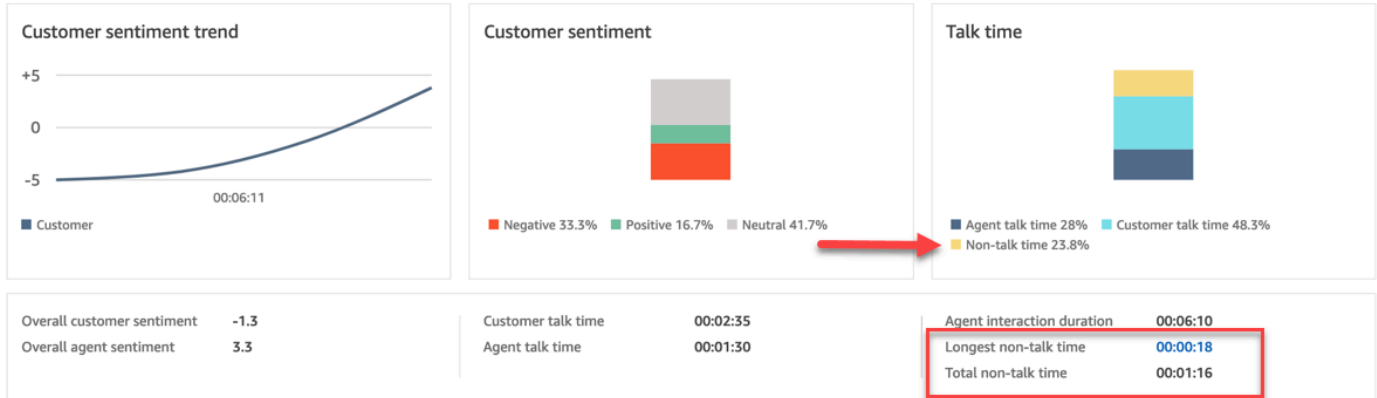 Customer sentiment trend
+5
0
-5
00:06:11
Customer
Customer sentiment
Negative 33.3% Positive 16.7% Neutral 41.7%
Talk time
Agent talk time 28% Customer talk time 48.3%
Non-talk time 23.8%
Overall customer sentiment -1.3
Overall agent sentiment 3.3
Customer talk time 00:02:35
Agent talk time 00:01:30
Agent interaction duration 00:06:10
Longest non-talk time 00:00:18
Total non-talk time 00:01:16